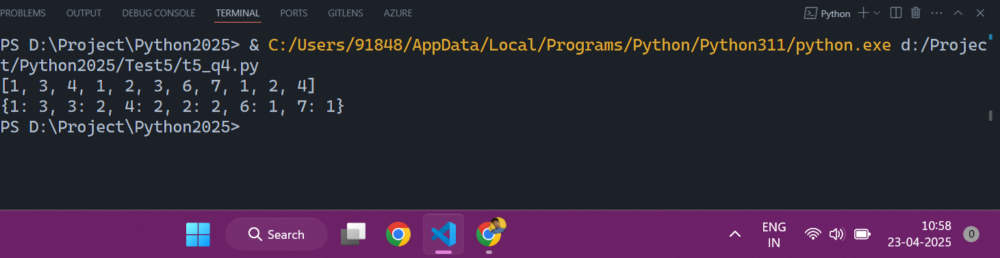 PROBLEMS OUTPUT DEBUG CONSOLE TERMINAL PORTS GITLENS AZURE Python
PS D:\Project\Python2025> & C:/Users/91848/AppData/Local/Programs/Python/Python311/python.exe d:/Projec
t/Python2025/Test5/t5_q4.py
[1, 3, 4, 1, 2, 3, 6, 7, 1, 2, 4]
{1: 3, 3: 2, 4: 2, 2: 2, 6: 1, 7: 1}
PS D:\Project\Python2025>
Search
ENG
IN
10:58
23-04-2025
0